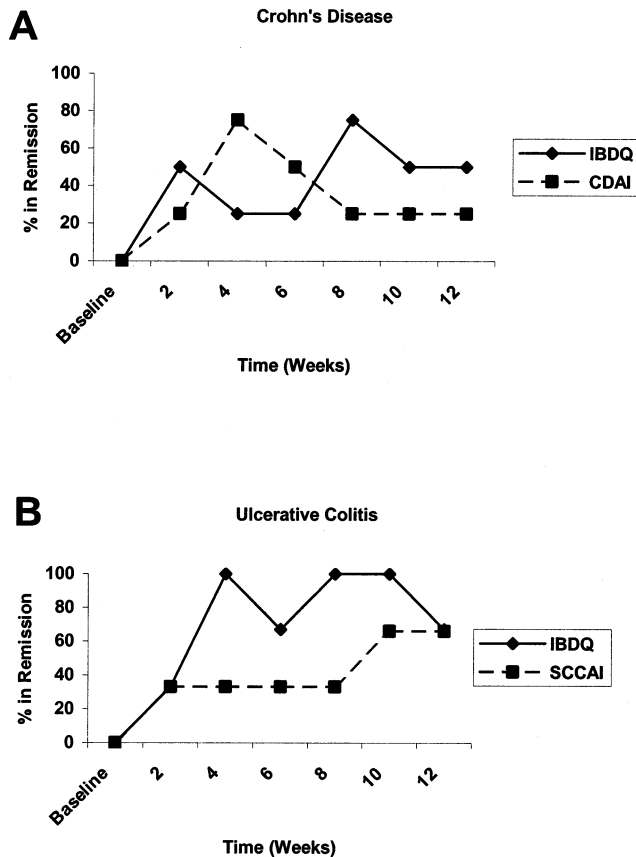 A
Crohn's Disease
% in Remission
100
80
60
40
20
0
Baseline
2
4
6
8
10
12
Time (Weeks)
IBDQ
CDAI
B
Ulcerative Colitis
% in Remission
100
80
60
40
20
0
Baseline
2
4
6
8
10
12
Time (Weeks)
IBDQ
SCCAI